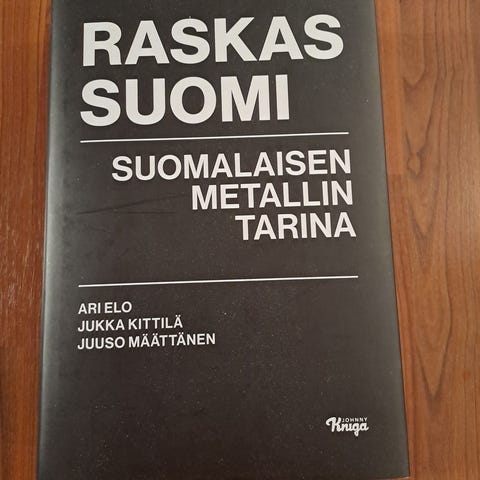 RASKAS
SUOMI
SUOMALAISEN
METALLIN
TARINA
ARI ELO
JUKKA KITTILÄ
JUUSO MÄÄTTÄNEN
JOHNNY
Kniga